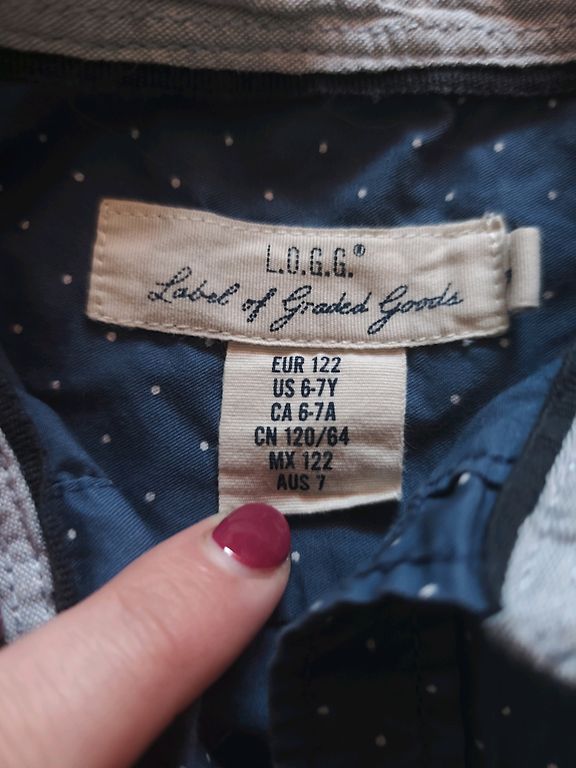 L.O.G.G.®
Label of Graded Goods
EUR 122
US 6-7Y
CA 6-7A
CN 120/64
MX 122
AUS 7